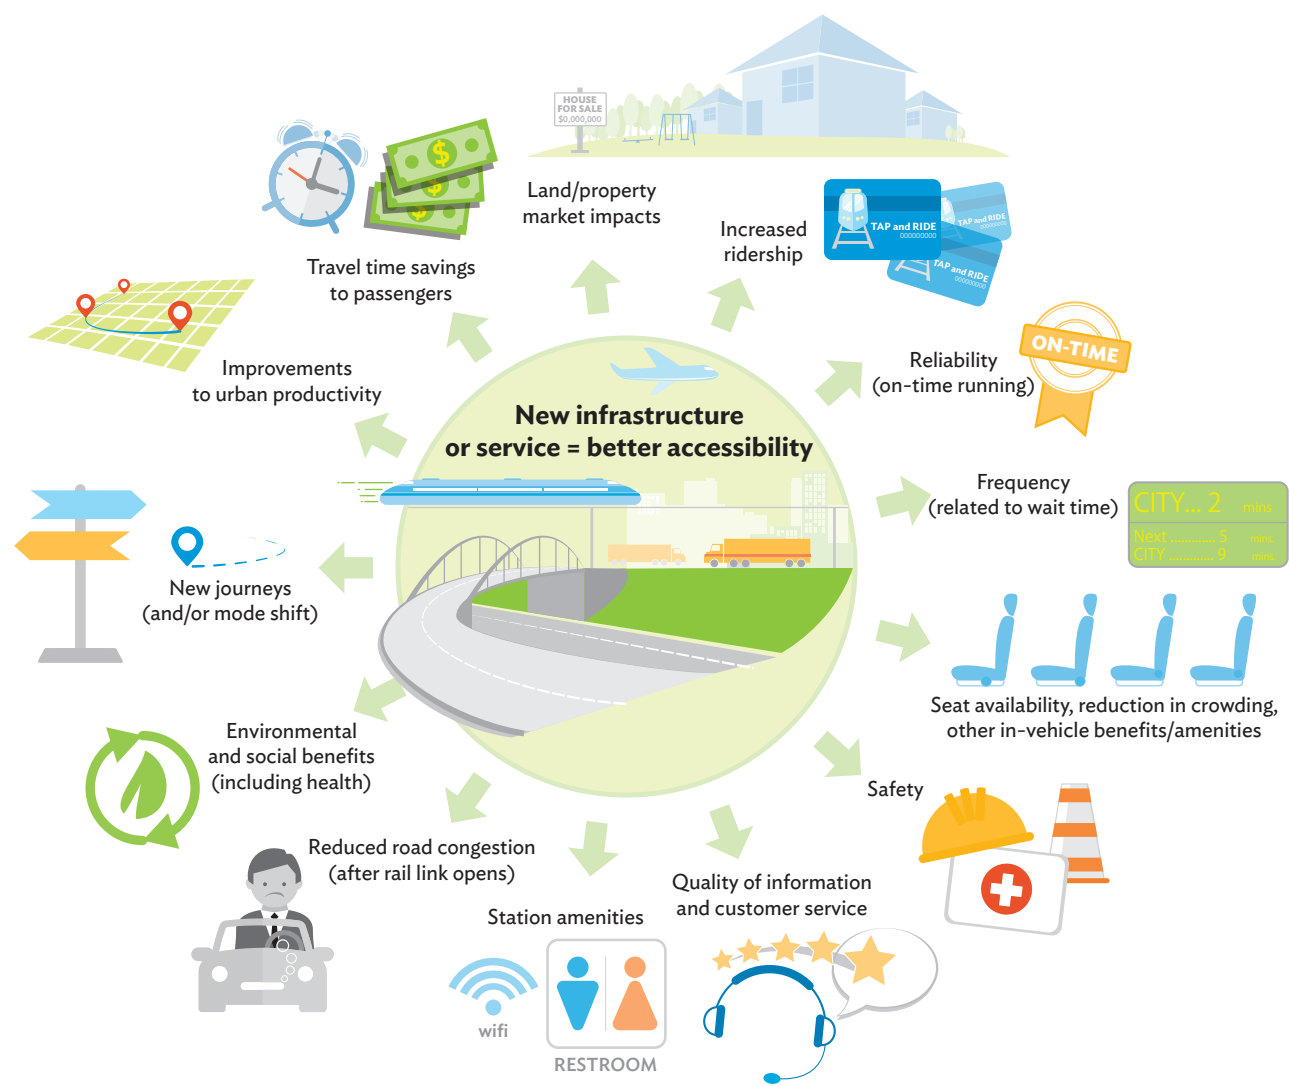 HOUSE
FOR SALE
$0,000,000
Land/property
market impacts
Increased
ridership
TAP and RIDE
000000000
TAP and RIDE
000000000
TAP and RIDE
000000000
Travel time savings
to passengers
Improvements
to urban productivity
Reliability
(on-time running)
ON-TIME
New infrastructure
or service = better accessibility
Frequency
(related to wait time)
CITY... 2 mins
Next ............. 5 mins
CITY ............. 9 mins
New journeys
(and/or mode shift)
Seat availability, reduction in crowding,
other in-vehicle benefits/amenities
Environmental
and social benefits
(including health)
Safety
Reduced road congestion
(after rail link opens)
Quality of information
and customer service
Station amenities
wifi
RESTROOM